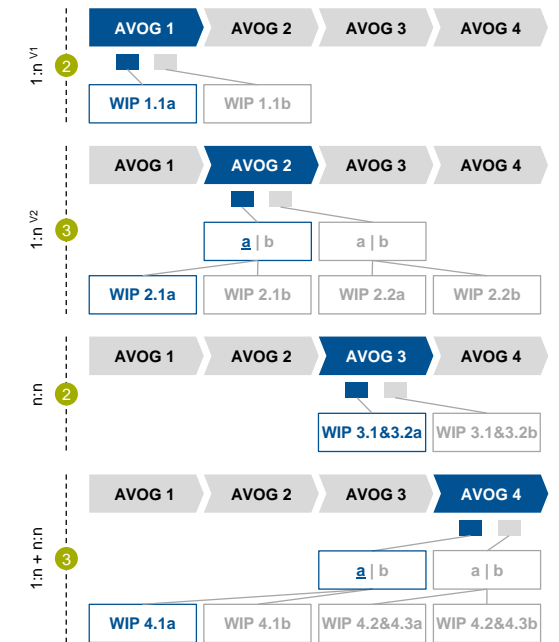 AVOG 1 AVOG 2 AVOG 3 AVOG 4
1:n V1
2
WIP 1.1a WIP 1.1b
AVOG 1 AVOG 2 AVOG 3 AVOG 4
1:n V2
3
a | b a | b
WIP 2.1a WIP 2.1b WIP 2.2a WIP 2.2b
AVOG 1 AVOG 2 AVOG 3 AVOG 4
n:n
2
WIP 3.1&3.2a WIP 3.1&3.2b
AVOG 1 AVOG 2 AVOG 3 AVOG 4
1:n + n:n
3
a | b a | b
WIP 4.1a WIP 4.1b WIP 4.2&4.3a WIP 4.2&4.3b